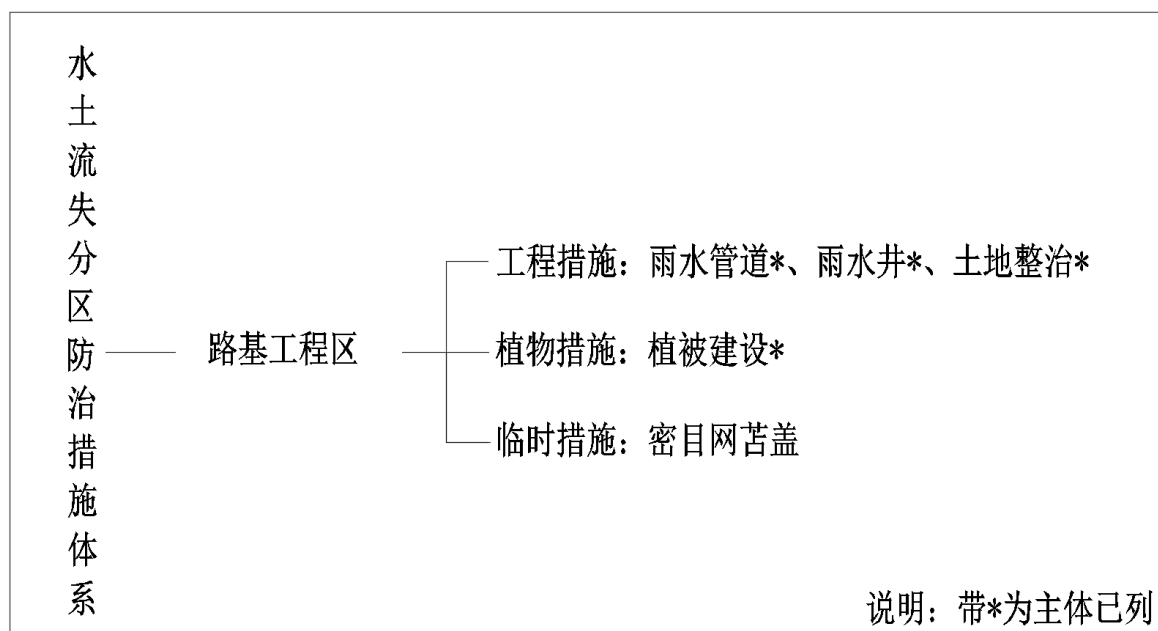 水土流失分区防治措施体系
路基工程区
工程措施：雨水管道*、雨水井*、土地整治*
植物措施：植被建设*
临时措施：密目网苫盖
说明：带*为主体已列